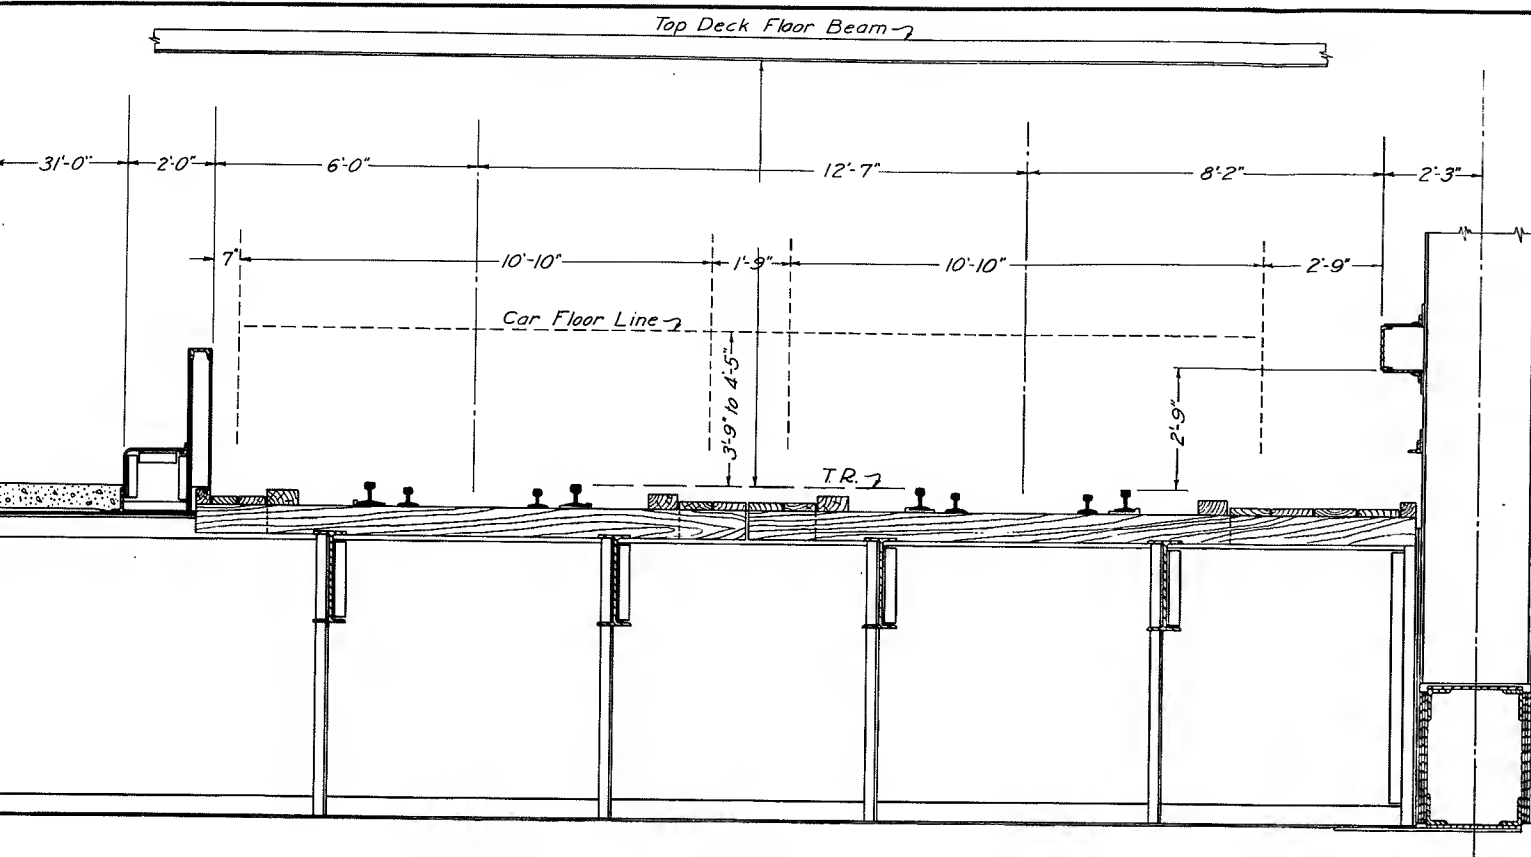 Top Deck Floor Beam
31'-0" 2'-0" 6'-0" 12'-7" 8'-2" 2'-3"
7" 10'-10" 1'-9" 10'-10" 2'-9"
Car Floor Line
3'-9" to 4'-5"
2'-9"
T.R.